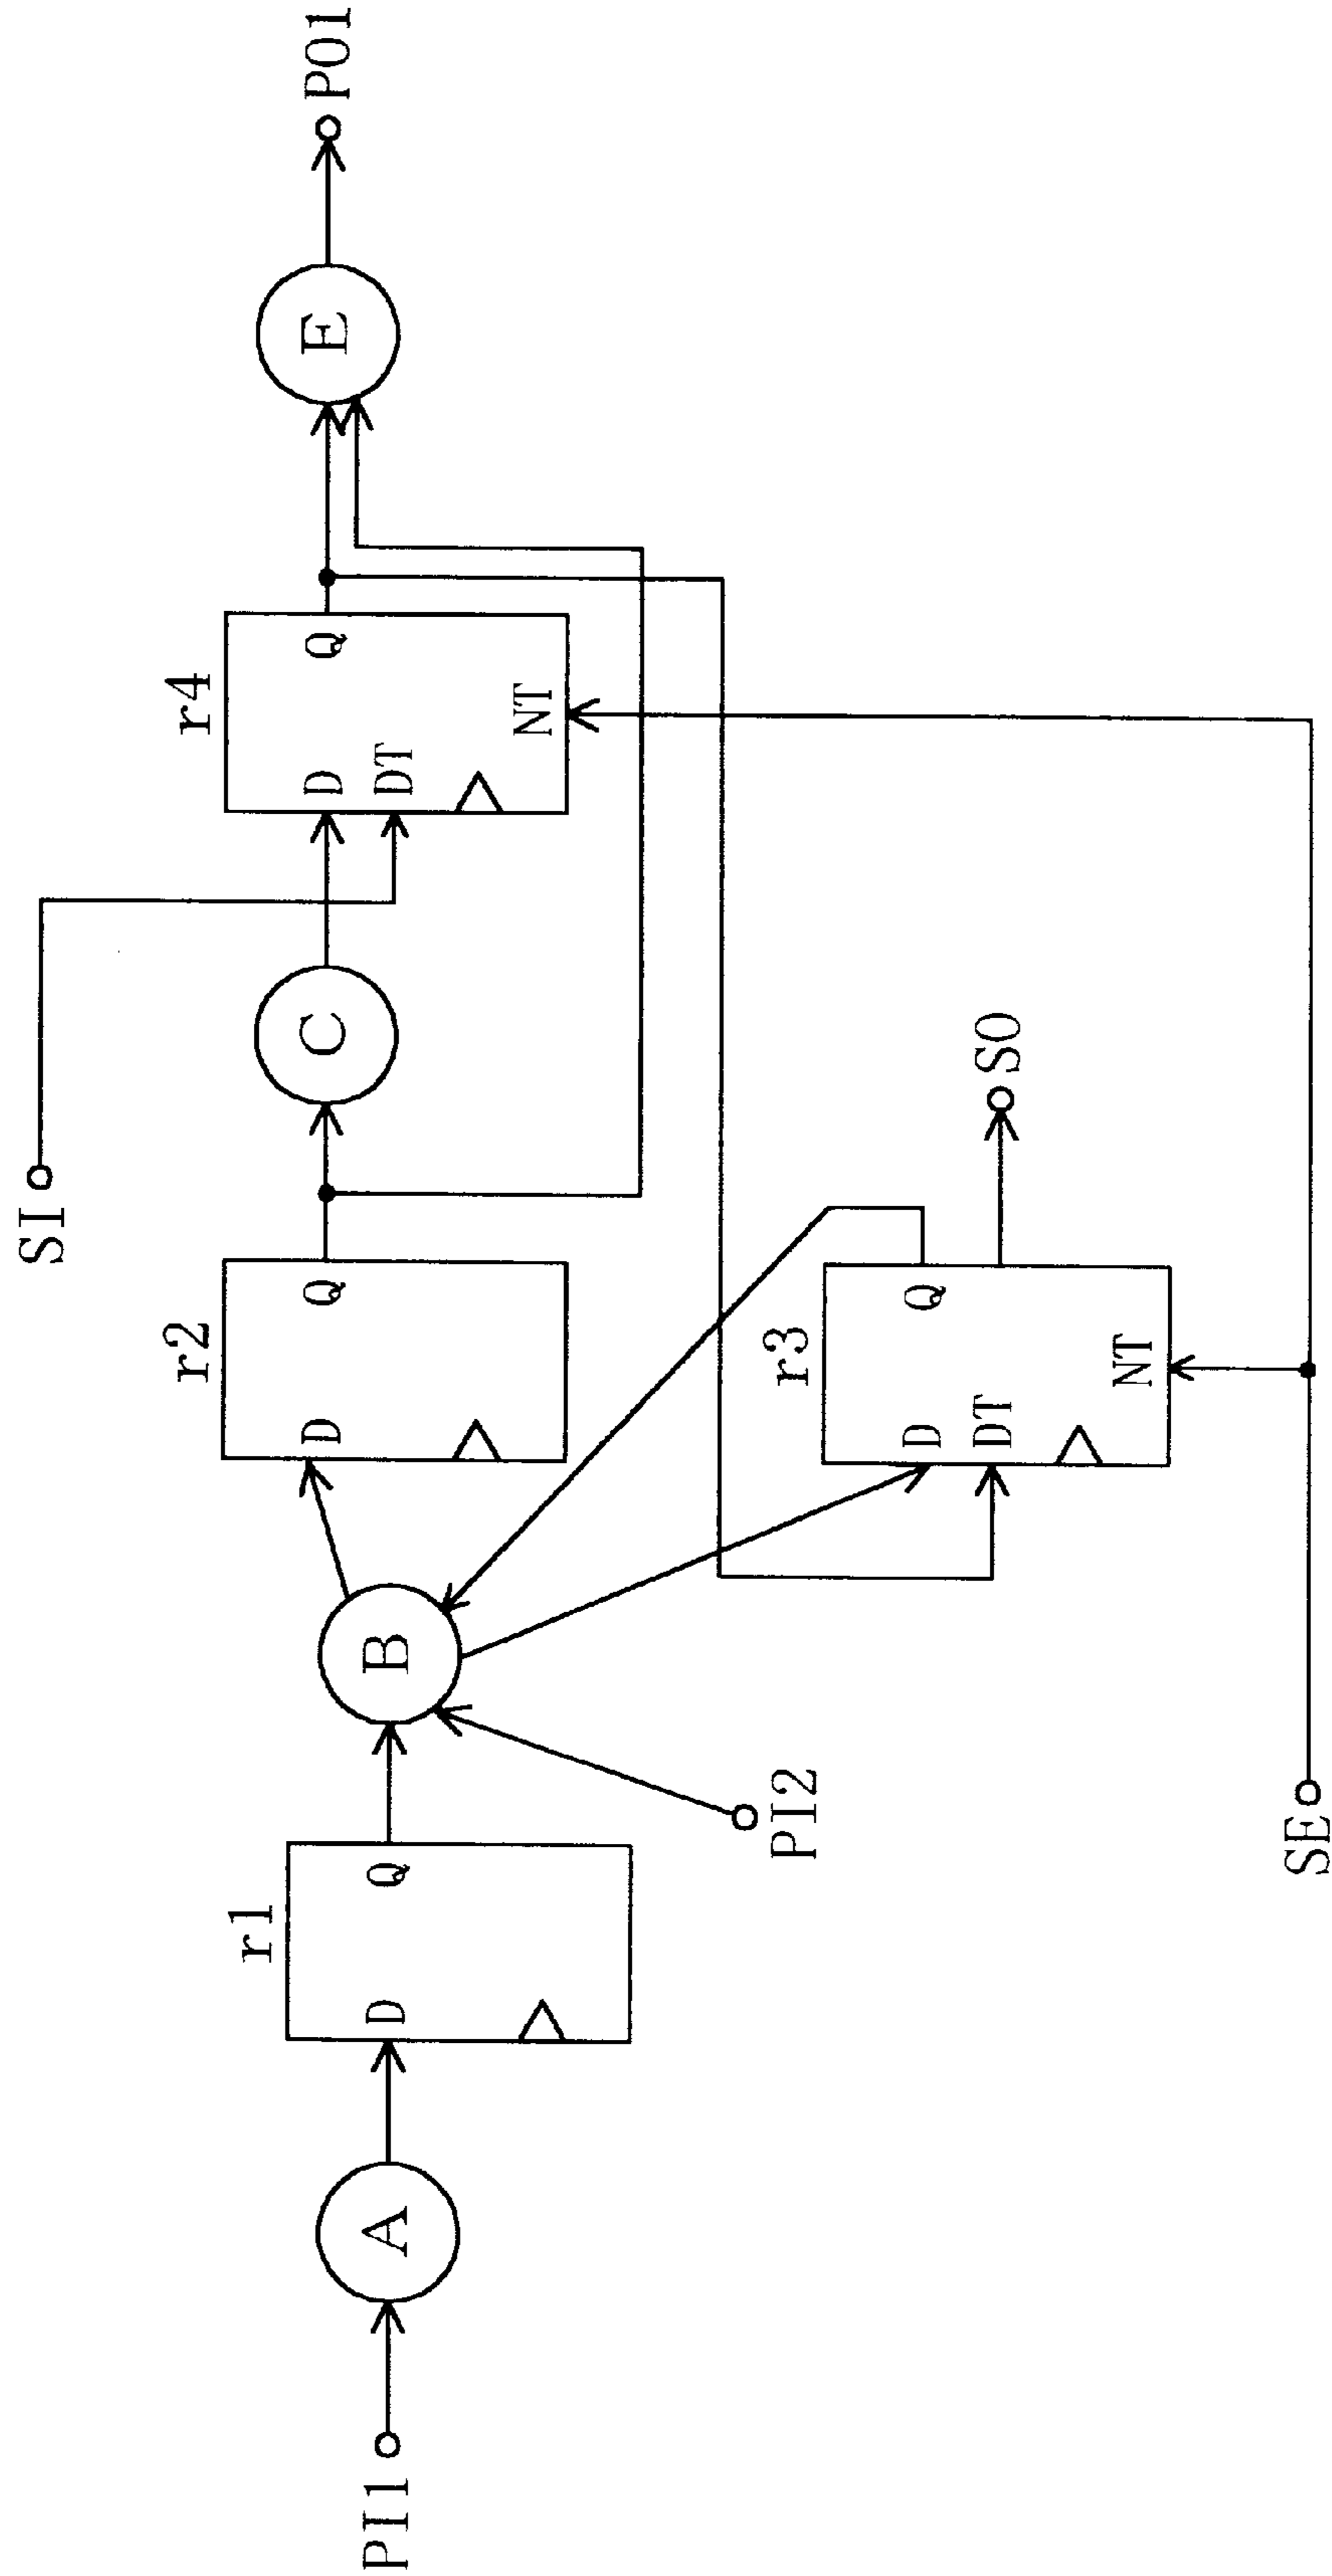 SI
r1
r2
r4
PI1
A
D
Q
B
D
Q
C
D
Q
E
PO1
DT
NT
PI2
r3
D
Q
DT
SO
NT
SE